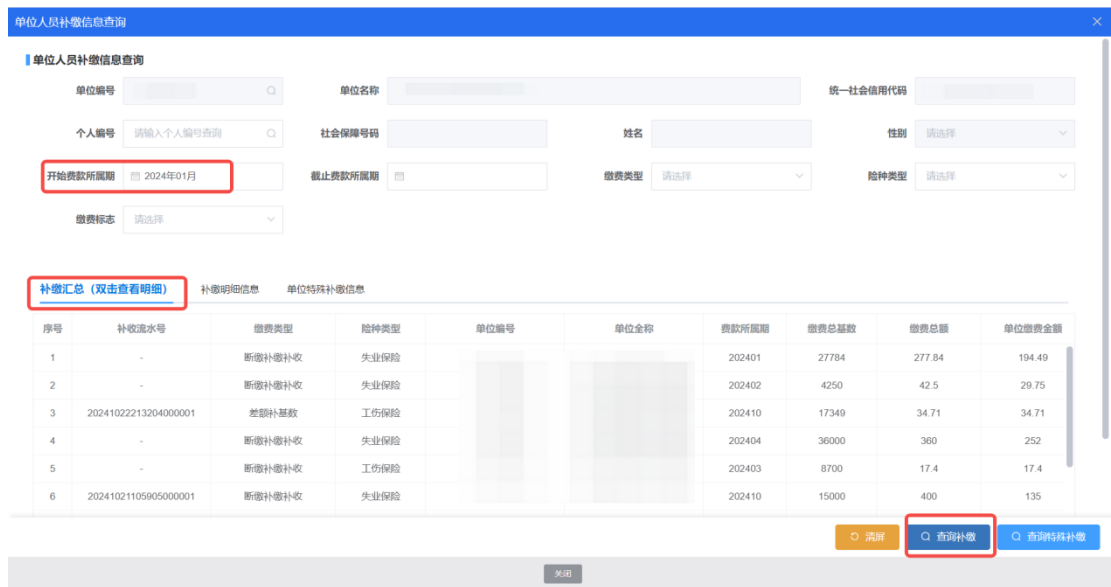 单位人员补缴信息查询
单位人员补缴信息查询
单位编号 单位名称 统一社会信用代码
个人编号 请输入个人编号查询 社会保障号码 姓名 性别 请选择
开始费款所属期 2024年01月 截止费款所属期 缴费类型 请选择 险种类型 请选择
缴费标志 请选择
补缴汇总（双击查看明细） 补缴明细信息 单位特殊补缴信息
序号 补收流水号 缴费类型 险种类型 单位编号 单位全称 费款所属期 缴费总基数 缴费总额 单位缴费金额
1 - 断缴补缴补收 失业保险 202401 27784 277.84 194.49
2 - 断缴补缴补收 失业保险 202402 4250 42.5 29.75
3 20241022213204000001 差额补基数 工伤保险 202410 17349 34.71 34.71
4 - 断缴补缴补收 失业保险 202404 36000 360 252
5 - 断缴补缴补收 工伤保险 202403 8700 17.4 17.4
6 20241021105905000001 断缴补缴补收 失业保险 202410 15000 400 135
清屏 查询补缴 查询特殊补缴
关闭